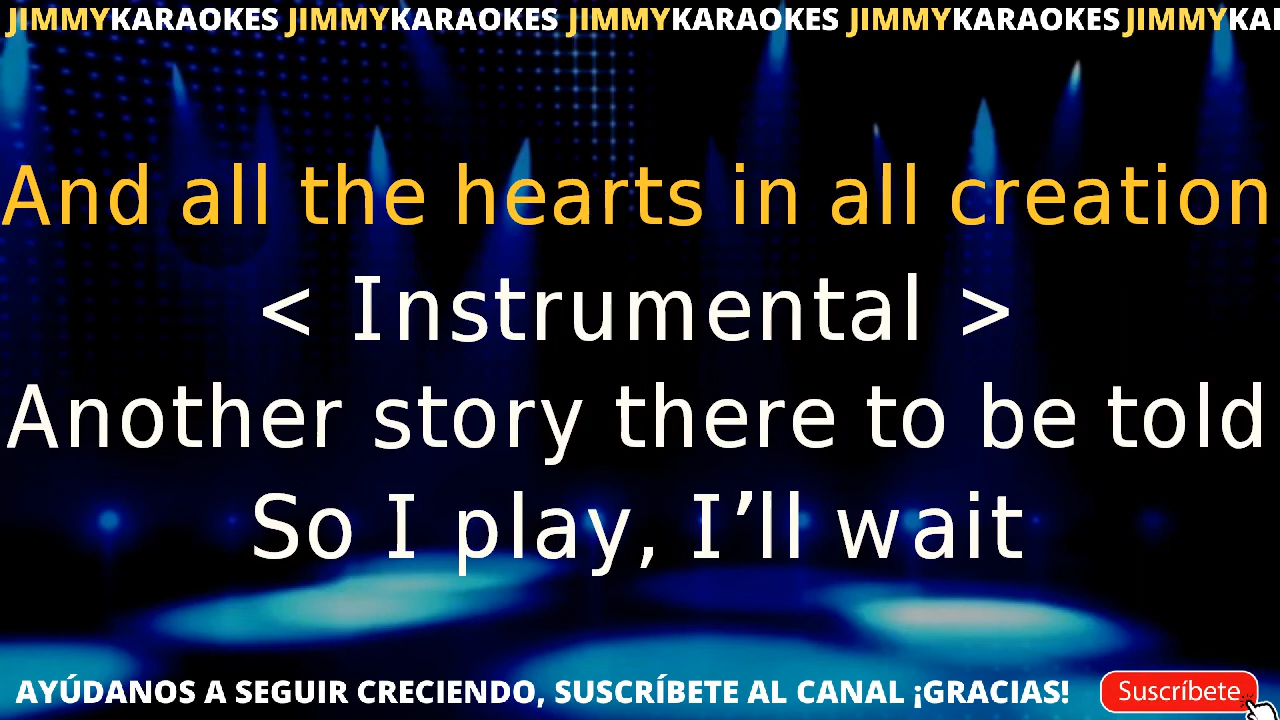 JIMMYKARAOKES JIMMYKARAOKES JIMMYKARAOKES JIMMYKARAOKES JIMMYKAI
And all the hearts in all creation
< Instrumental >
Another story there to be told
So I play, I’ll wait
AYÚDANOS A SEGUIR CRECIENDO, SUSCRÍBETE AL CANAL ¡GRACIAS! Suscríbete